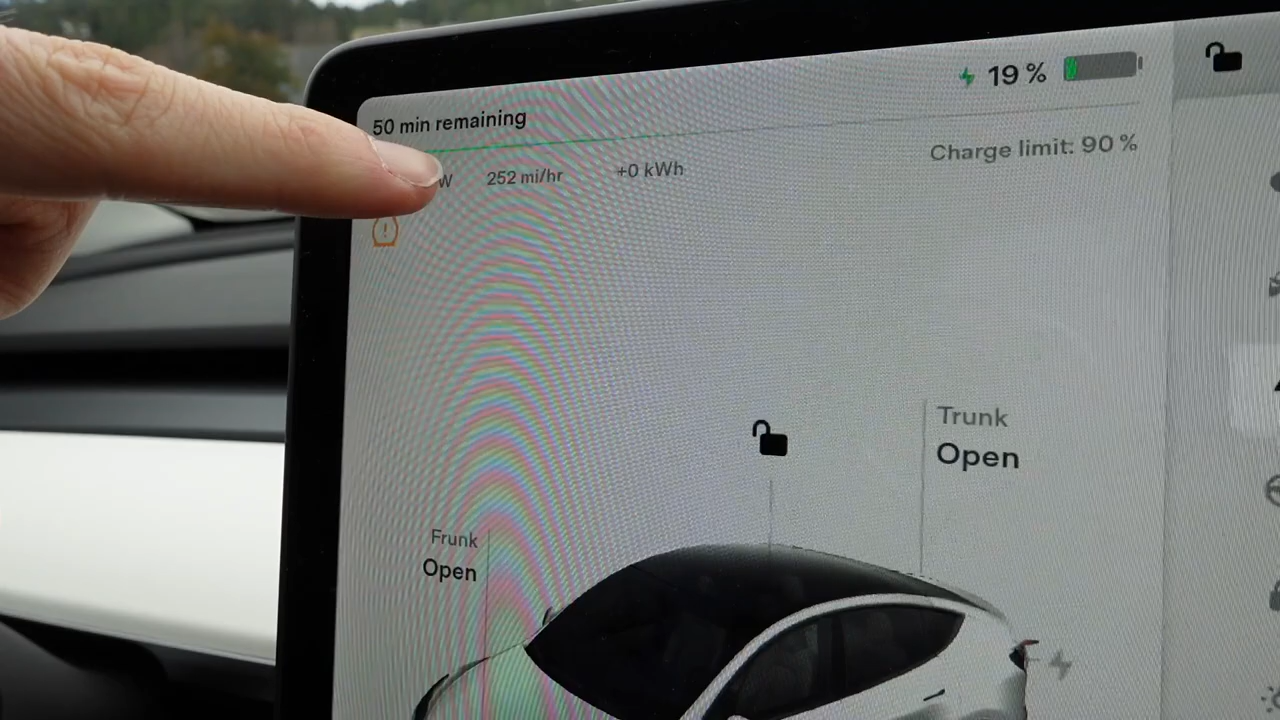 50 min remaining
19 %
Charge limit: 90 %
W 252 mi/hr +0 kWh
Trunk
Open
Frunk
Open